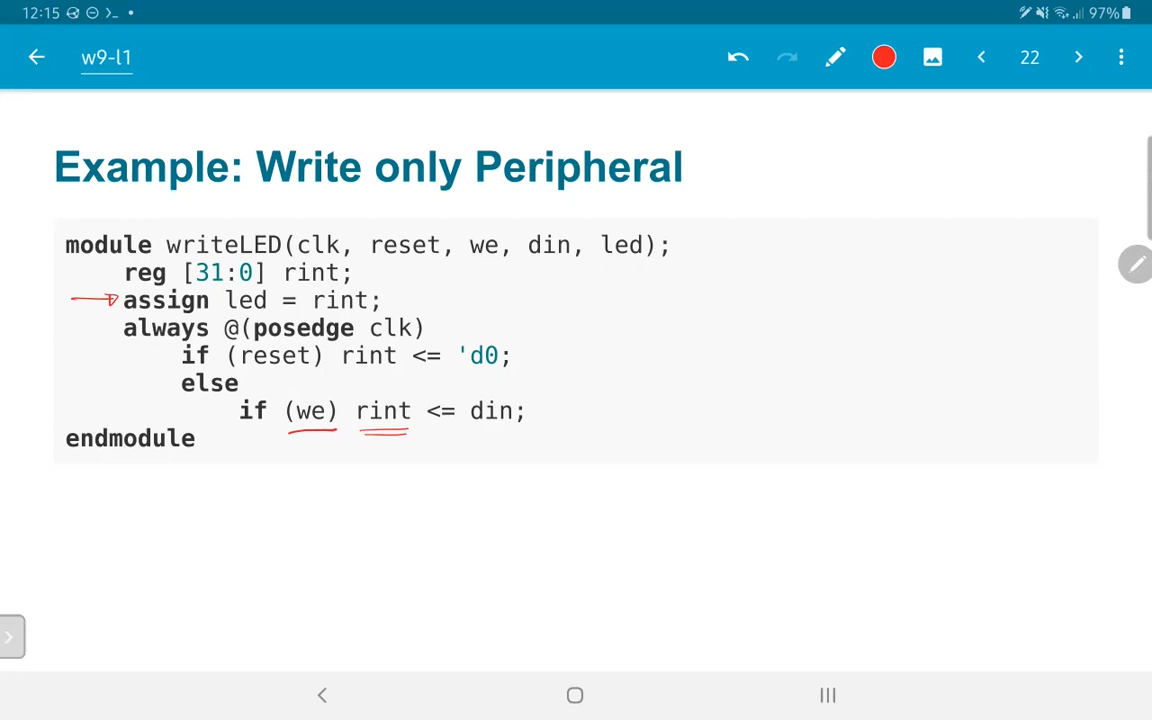 12:15 97%
w9-l1 22
Example: Write only Peripheral
module writeLED(clk, reset, we, din, led);
reg [31:0] rint;
assign led = rint;
always @(posedge clk)
if (reset) rint <= 'd0;
else
if (we) rint <= din;
endmodule